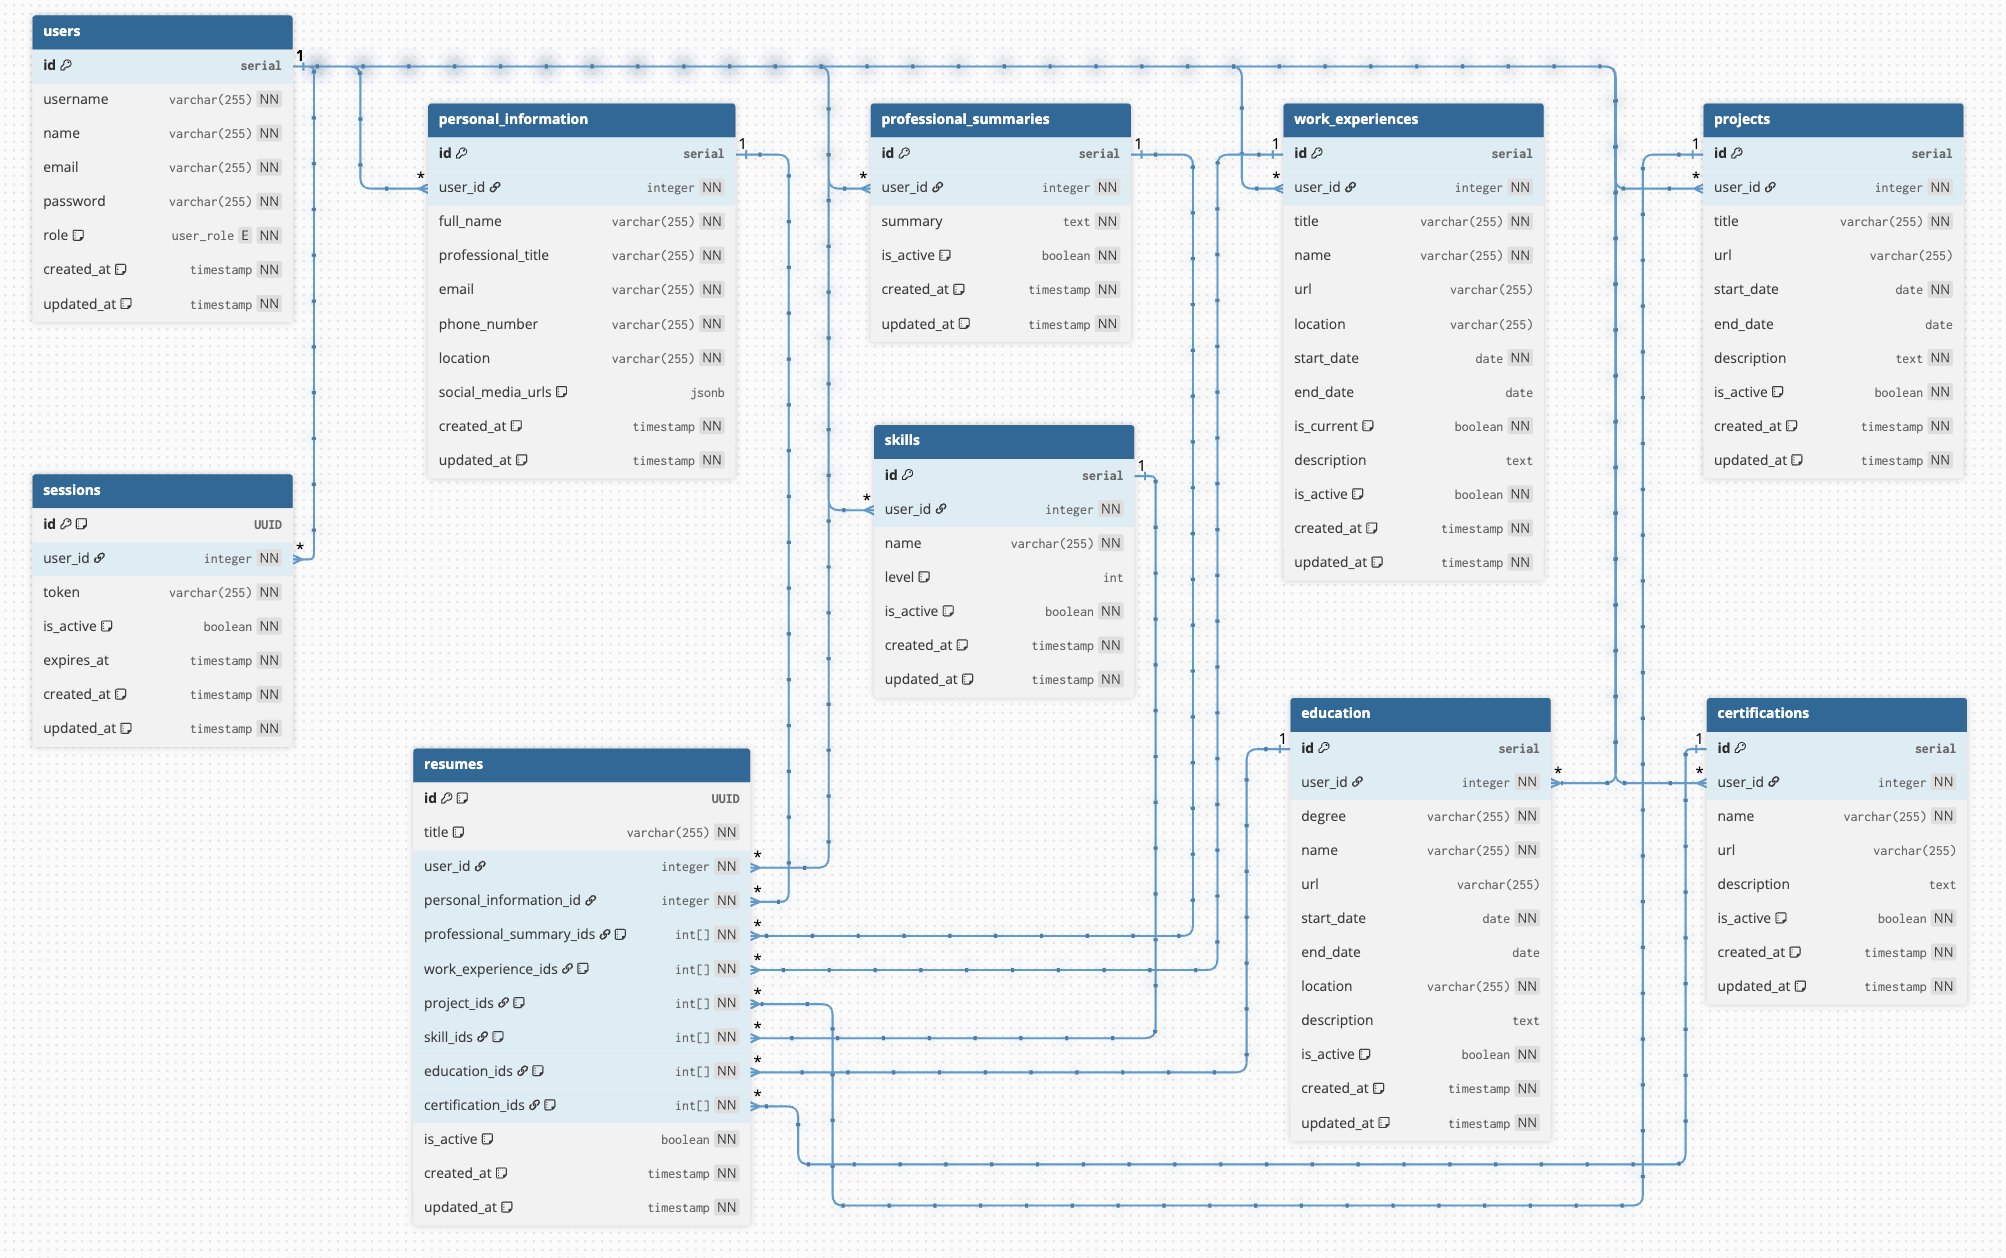 users
1
id serial
username varchar(255) NN
name varchar(255) NN
email varchar(255) NN
password varchar(255) NN
role user_role E NN
created_at timestamp NN
updated_at timestamp NN
personal_information
1
id serial
*
user_id integer NN
full_name varchar(255) NN
professional_title varchar(255) NN
email varchar(255) NN
phone_number varchar(255) NN
location varchar(255) NN
social_media_urls jsonb
created_at timestamp NN
updated_at timestamp NN
professional_summaries
1
id serial
*
user_id integer NN
summary text NN
is_active boolean NN
created_at timestamp NN
updated_at timestamp NN
work_experiences
1
id serial
*
user_id integer NN
title varchar(255) NN
name varchar(255) NN
url varchar(255)
location varchar(255)
start_date date NN
end_date date
is_current boolean NN
description text
is_active boolean NN
created_at timestamp NN
updated_at timestamp NN
projects
1
id serial
*
user_id integer NN
title varchar(255) NN
url varchar(255)
start_date date NN
end_date date
description text NN
is_active boolean NN
created_at timestamp NN
updated_at timestamp NN
skills
1
id serial
*
user_id integer NN
name varchar(255) NN
level int
is_active boolean NN
created_at timestamp NN
updated_at timestamp NN
sessions
id UUID
*
user_id integer NN
token varchar(255) NN
is_active boolean NN
expires_at timestamp NN
created_at timestamp NN
updated_at timestamp NN
education
1
id serial
*
user_id integer NN
degree varchar(255) NN
name varchar(255) NN
url varchar(255)
start_date date NN
end_date date
location varchar(255) NN
description text
is_active boolean NN
created_at timestamp NN
updated_at timestamp NN
certifications
1
id serial
*
user_id integer NN
name varchar(255) NN
url varchar(255)
description text
is_active boolean NN
created_at timestamp NN
updated_at timestamp NN
resumes
id UUID
title varchar(255) NN
*
user_id integer NN
*
personal_information_id integer NN
*
professional_summary_ids int[] NN
*
work_experience_ids int[] NN
*
project_ids int[] NN
*
skill_ids int[] NN
*
education_ids int[] NN
*
certification_ids int[] NN
is_active boolean NN
created_at timestamp NN
updated_at timestamp NN